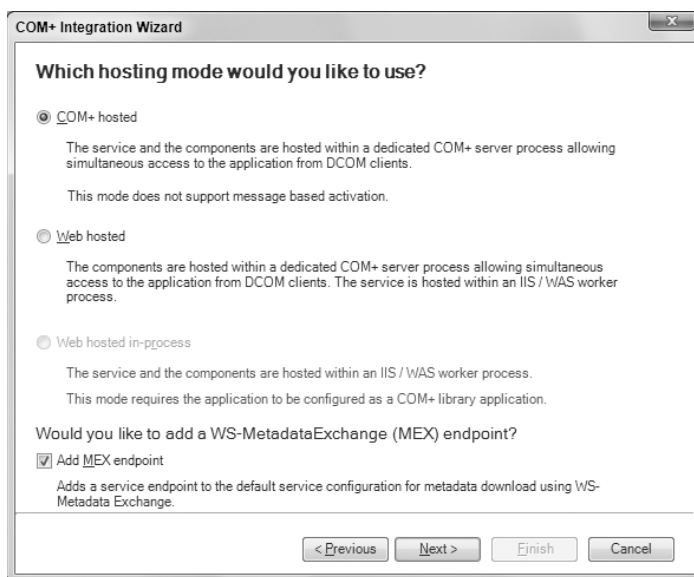 COM+ Integration Wizard
Which hosting mode would you like to use?
COM+ hosted
The service and the components are hosted within a dedicated COM+ server process allowing
simultaneous access to the application from DCOM clients.
This mode does not support message based activation.
Web hosted
The components are hosted within a dedicated COM+ server process allowing simultaneous
access to the application from DCOM clients. The service is hosted within an IIS / WAS worker
process.
Web hosted in-process
The service and the components are hosted within an IIS / WAS worker process.
This mode requires the application to be configured as a COM+ library application.
Would you like to add a WS-MetadataExchange (MEX) endpoint?
Add MEX endpoint
Adds a service endpoint to the default service configuration for metadata download using WS-
Metadata Exchange.
< Previous Next > Finish Cancel